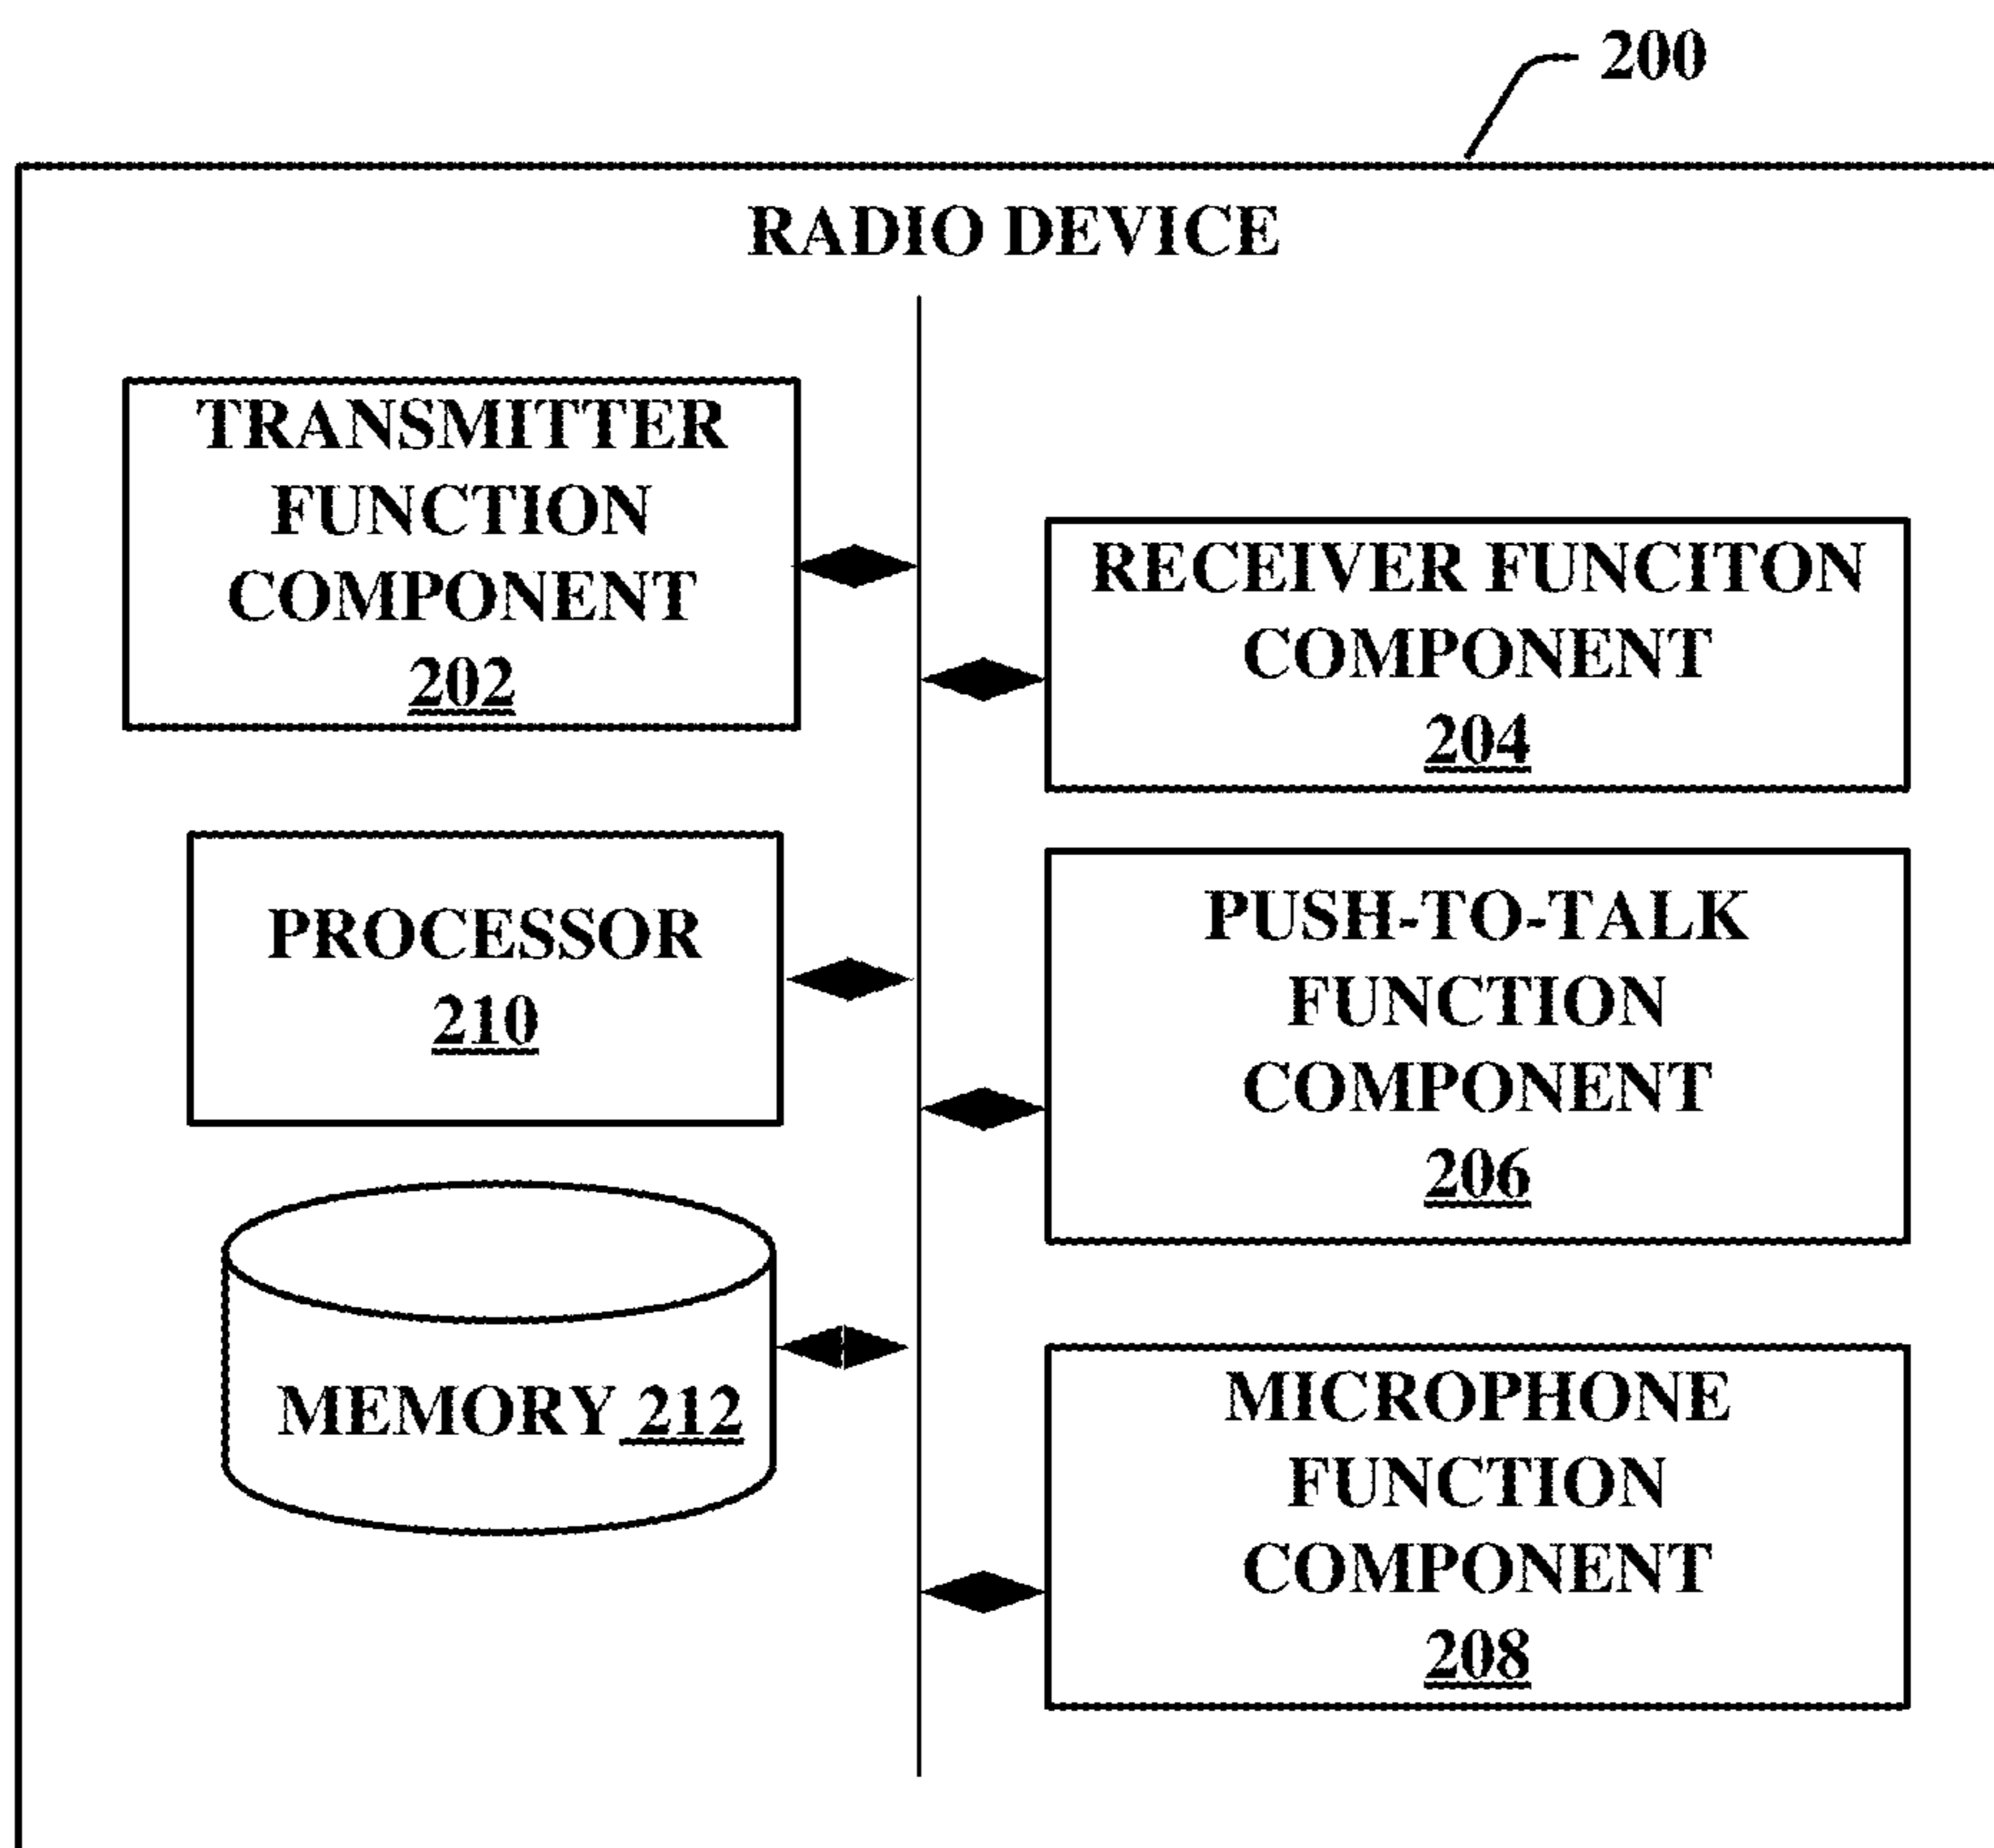 200
RADIO DEVICE
TRANSMITTER
FUNCTION
COMPONENT
202
RECEIVER FUNCITON
COMPONENT
204
PROCESSOR
210
PUSH-TO-TALK
FUNCTION
COMPONENT
206
MEMORY 212
MICROPHONE
FUNCTION
COMPONENT
208